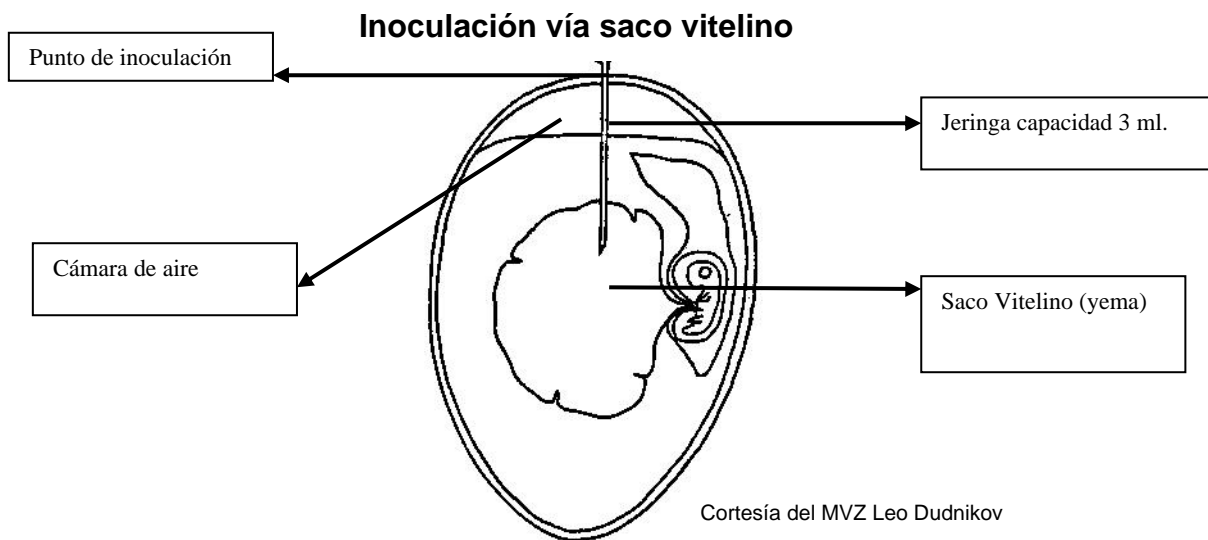 Inoculación vía saco vitelino
Punto de inoculación
Jeringa capacidad 3 ml.
Cámara de aire
Saco Vitelino (yema)
Cortesía del MVZ Leo Dudnikov